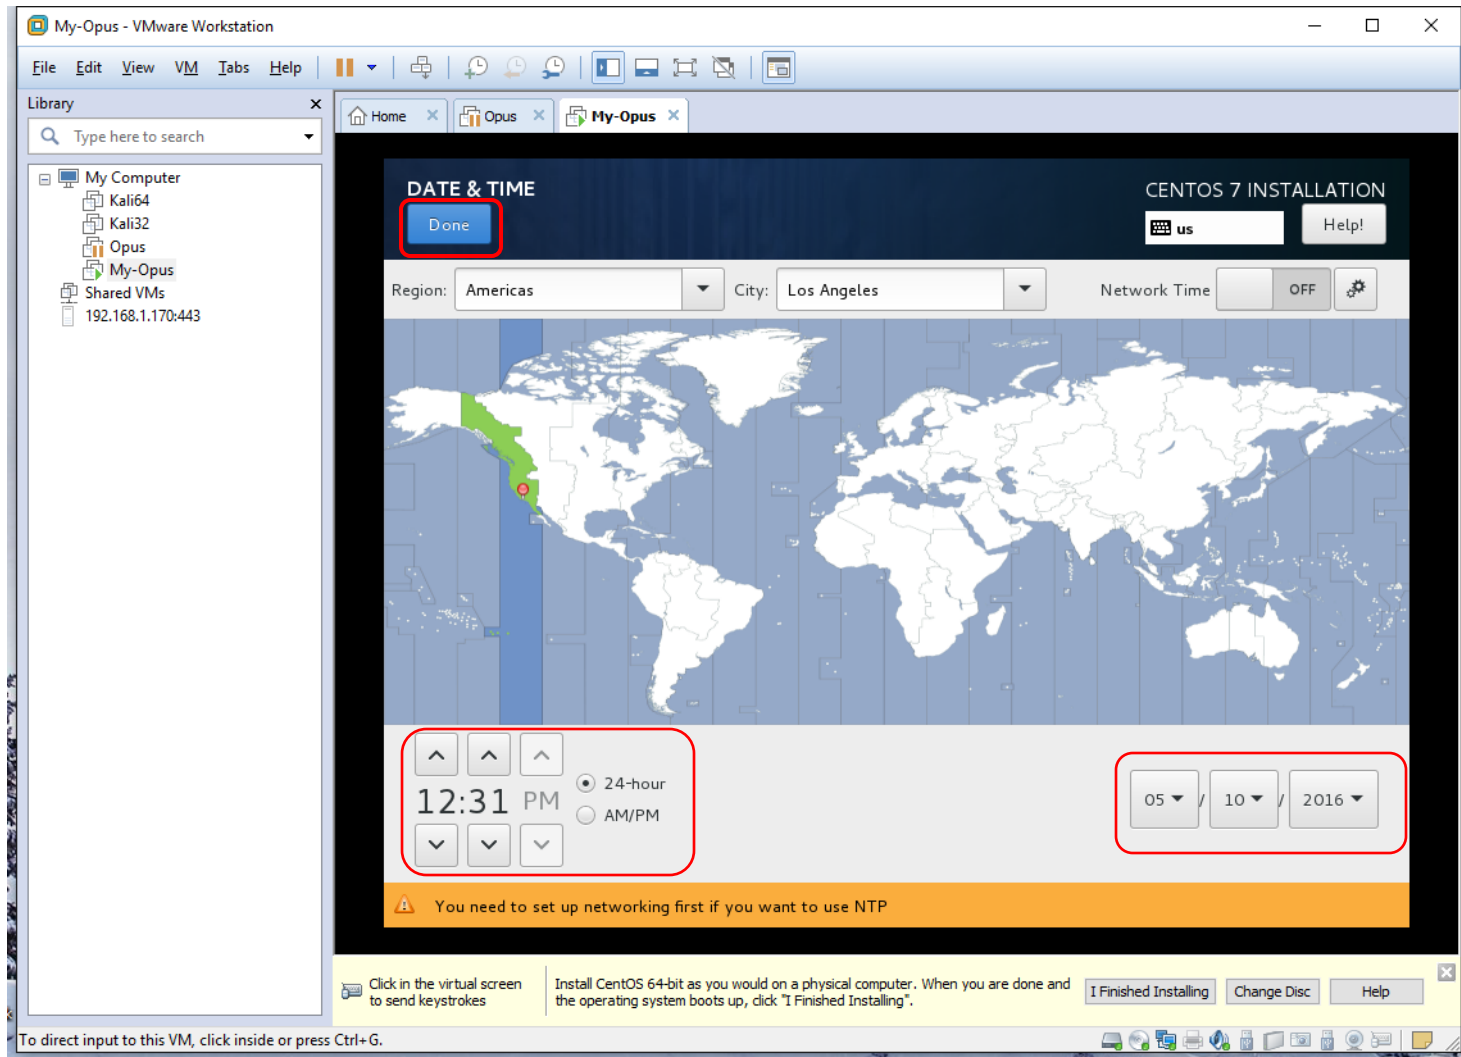 My-Opus - VMware Workstation
File Edit View VM Tabs Help
Library
Type here to search
My Computer
Kali64
Kali32
Opus
My-Opus
Shared VMs
192.168.1.170:443
Home
Opus
My-Opus
DATE & TIME
Done
CENTOS 7 INSTALLATION
us
Help!
Region: Americas
City: Los Angeles
Network Time OFF
12:31 PM
24-hour
AM/PM
05 / 10 / 2016
You need to set up networking first if you want to use NTP
Click in the virtual screen
to send keystrokes
Install CentOS 64-bit as you would on a physical computer. When you are done and
the operating system boots up, click "I Finished Installing".
I Finished Installing
Change Disc
Help
To direct input to this VM, click inside or press Ctrl+G.